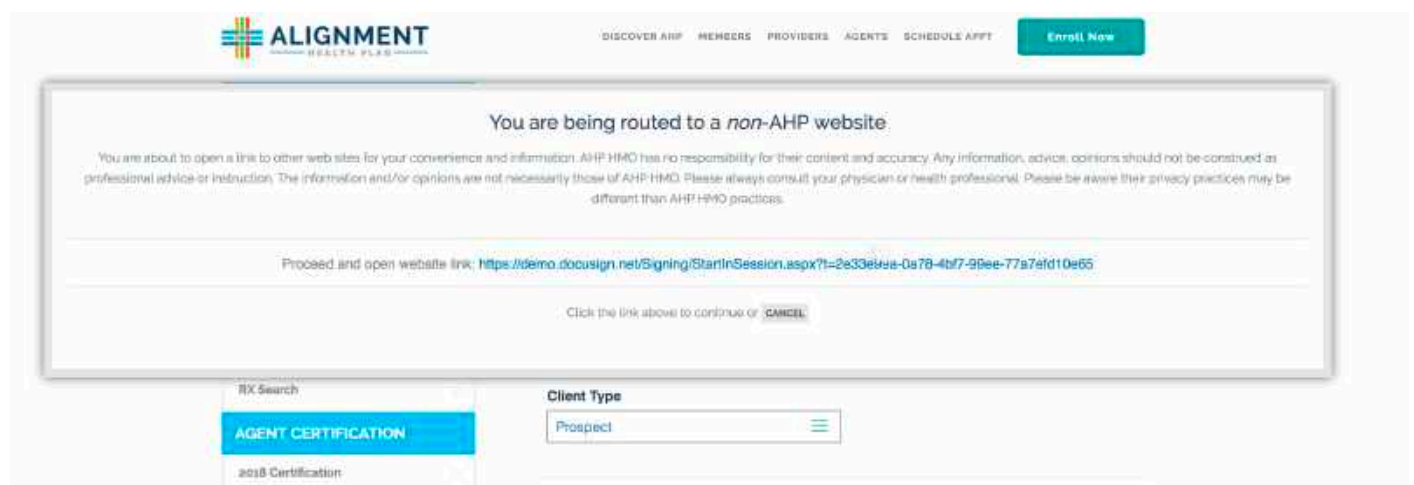 ALIGNMENT
HEALTH PLAN
DISCOVER AHP MEMBERS PROVIDERS AGENTS SCHEDULE APPT Enroll Now
You are being routed to a non-AHP website
You are about to open a link to other web sites for your convenience and information. AHP HMO has no responsibility for their content and accuracy. Any information, advice, opinions should not be construed as
professional advice or instruction. The information and/or opinions are not necessarily those of AHP HMO. Please always consult your physician or health professional. Please be aware their privacy practices may be
different than AHP HMO practices.
Proceed and open website link:
Click the link above to continue or CANCEL
RX Search
Client Type
AGENT CERTIFICATION
Prospect
2018 Certification